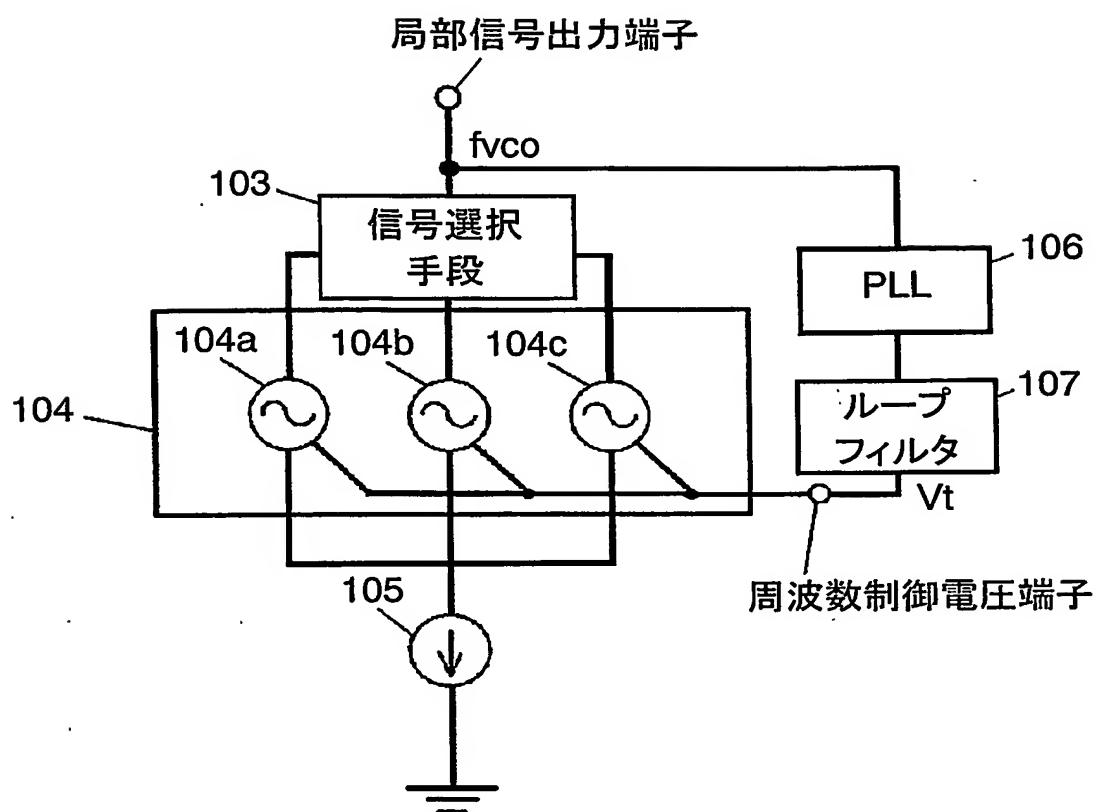 局部信号出力端子
fvco
103
信号選択
手段
106
PLL
104a
104b
104c
107
ループ
フィルタ
104
Vt
105
周波数制御電圧端子